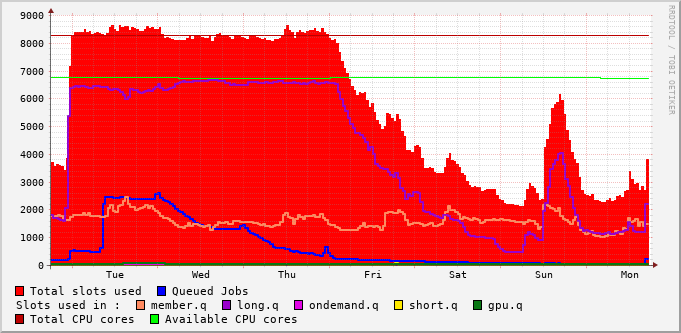 RRDTOOL / TOBI OETIKER
9000
8000
7000
6000
5000
4000
3000
2000
1000
0
Tue Wed Thu Fri Sat Sun Mon
Total slots used Queued Jobs
Slots used in : member.q long.q ondemand.q short.q gpu.q
Total CPU cores Available CPU cores